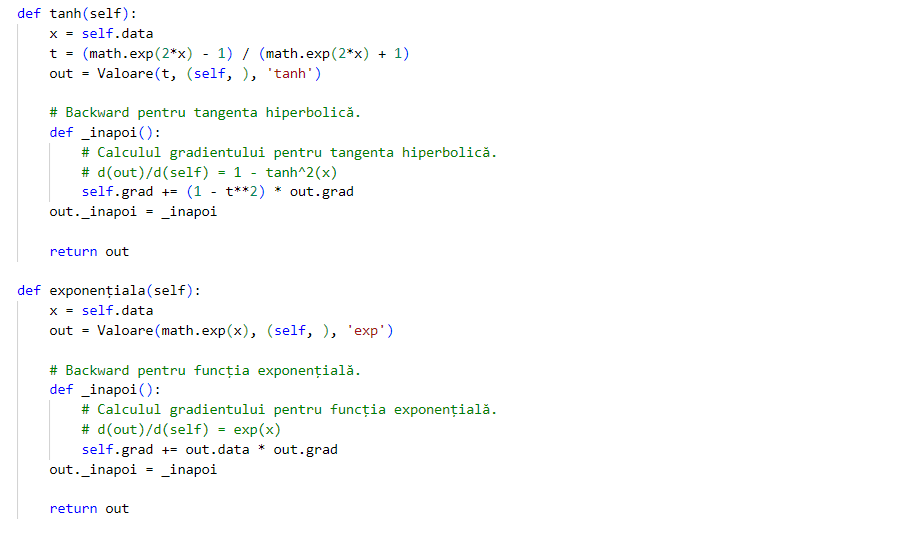 def tanh(self):
    x = self.data
    t = (math.exp(2*x) - 1) / (math.exp(2*x) + 1)
    out = Valoare(t, (self, ), 'tanh')

    # Backward pentru tangenta hiperbolică.
    def _inapoi():
        # Calculul gradientului pentru tangenta hiperbolică.
        # d(out)/d(self) = 1 - tanh^2(x)
        self.grad += (1 - t**2) * out.grad
    out._inapoi = _inapoi

    return out

def exponențiala(self):
    x = self.data
    out = Valoare(math.exp(x), (self, ), 'exp')

    # Backward pentru funcția exponențială.
    def _inapoi():
        # Calculul gradientului pentru funcția exponențială.
        # d(out)/d(self) = exp(x)
        self.grad += out.data * out.grad
    out._inapoi = _inapoi

    return out